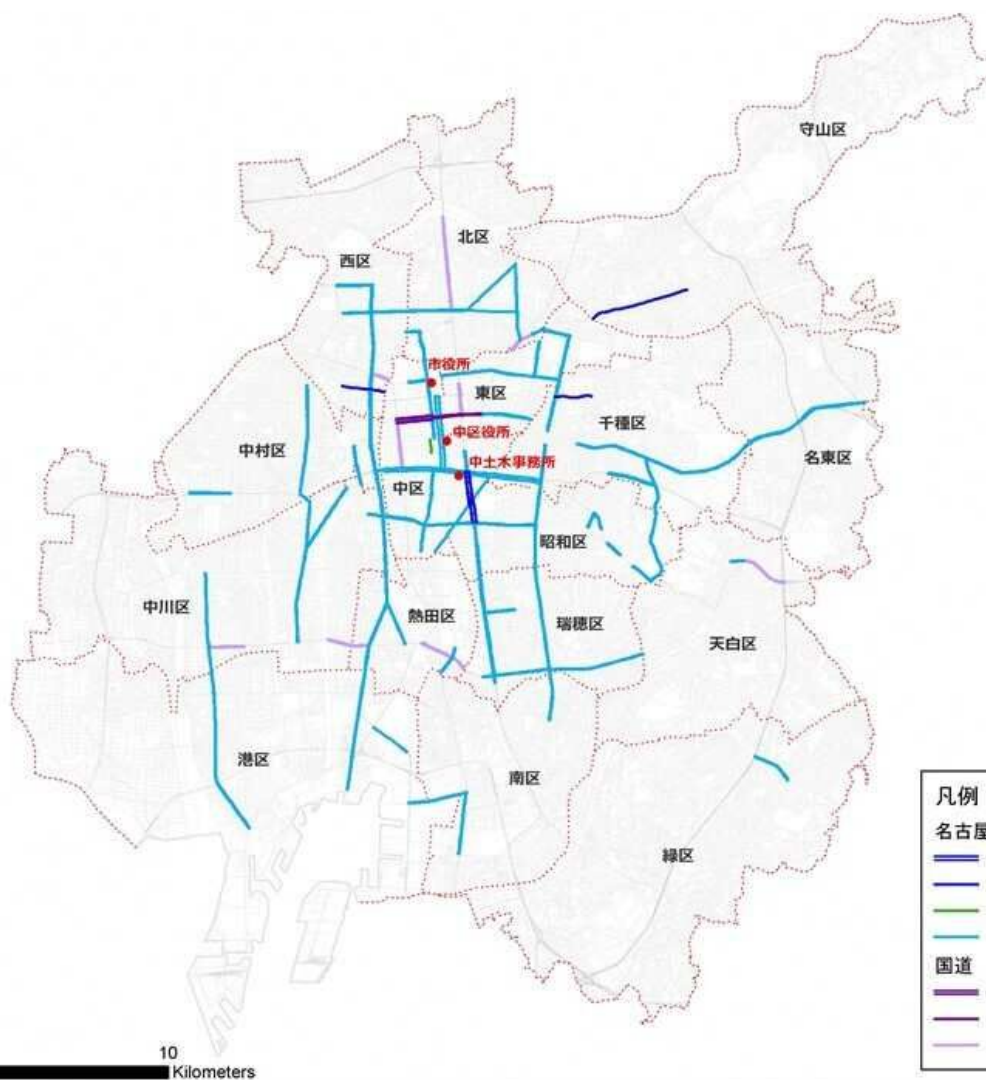 守山区
北区
西区
市役所
東区
千種区
中区役所
中村区
名東区
中土木事務所
中区
昭和区
中川区
熱田区
瑞穂区
天白区
港区
南区
緑区
凡例
名古屋
国道
10
Kilometers